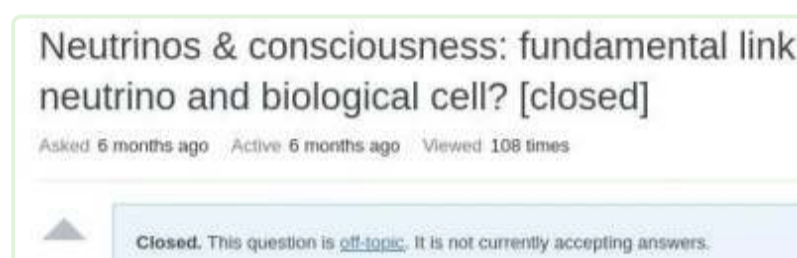 Neutrinos & consciousness: fundamental link
neutrino and biological cell? [closed]
Asked 6 months ago Active 6 months ago Viewed 108 times
Closed. This question is off-topic. It is not currently accepting answers.